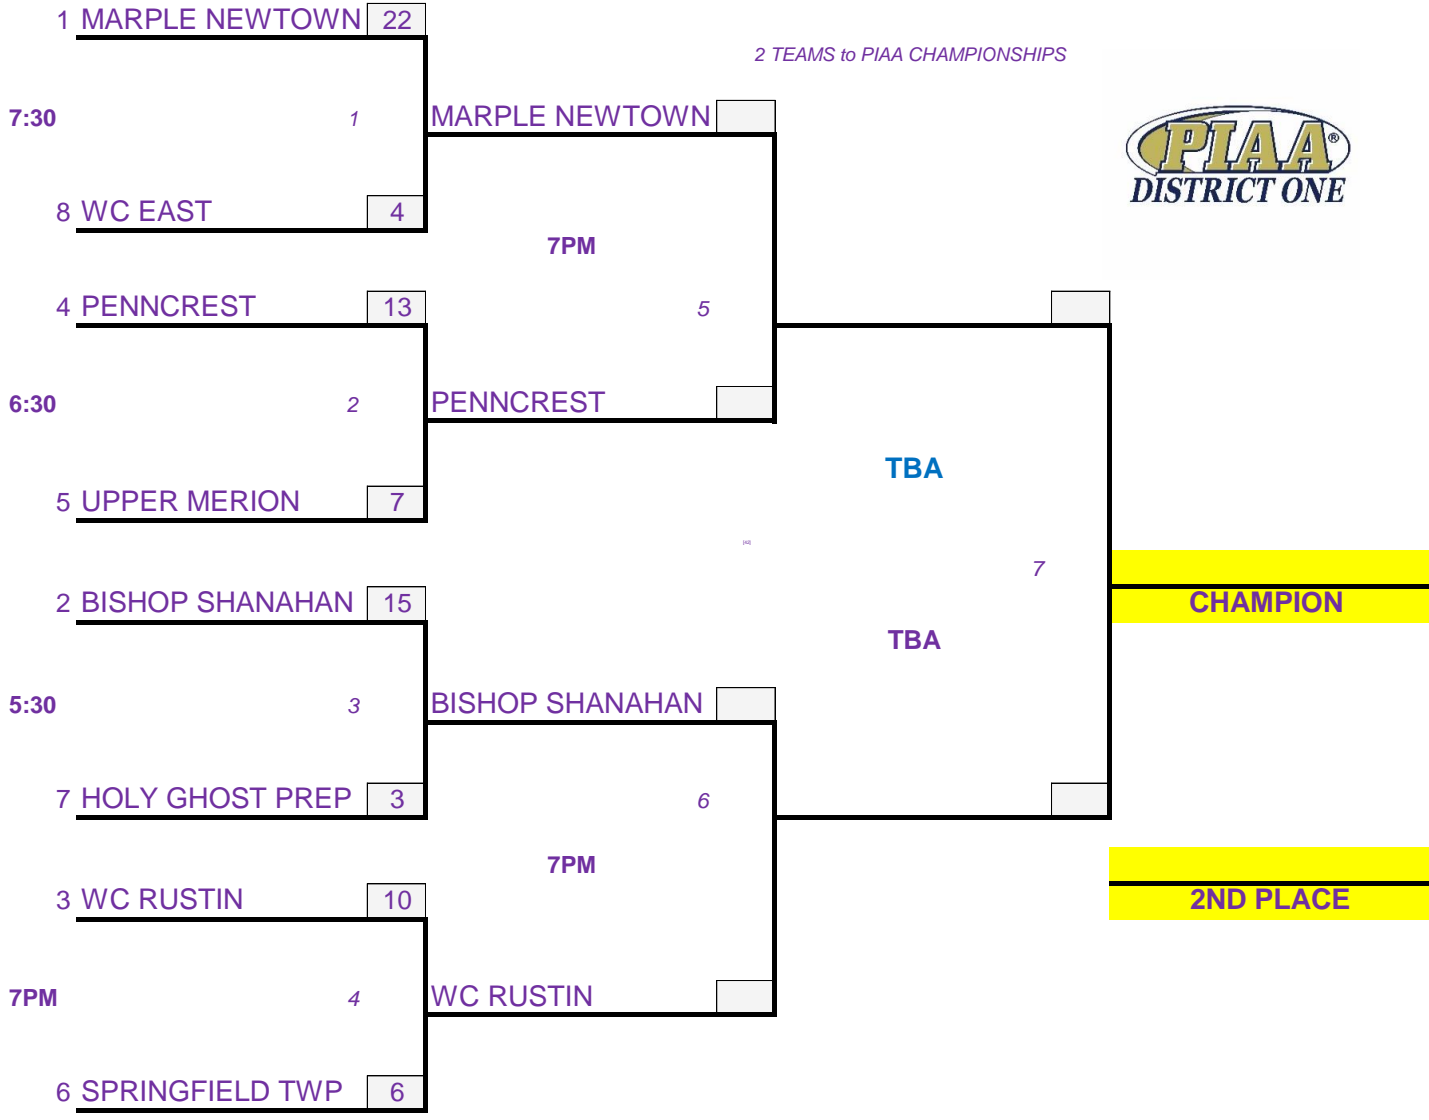 1 MARPLE NEWTOWN 22
2 TEAMS to PIAA CHAMPIONSHIPS
7:30 1 MARPLE NEWTOWN
PIAA®
DISTRICT ONE
8 WC EAST 4
7PM
4 PENNCREST 13
5
6:30 2 PENNCREST
TBA
5 UPPER MERION 7
7
2 BISHOP SHANAHAN 15
CHAMPION
TBA
5:30 3 BISHOP SHANAHAN
7 HOLY GHOST PREP 3
6
7PM
3 WC RUSTIN 10
2ND PLACE
7PM 4 WC RUSTIN
6 SPRINGFIELD TWP 6